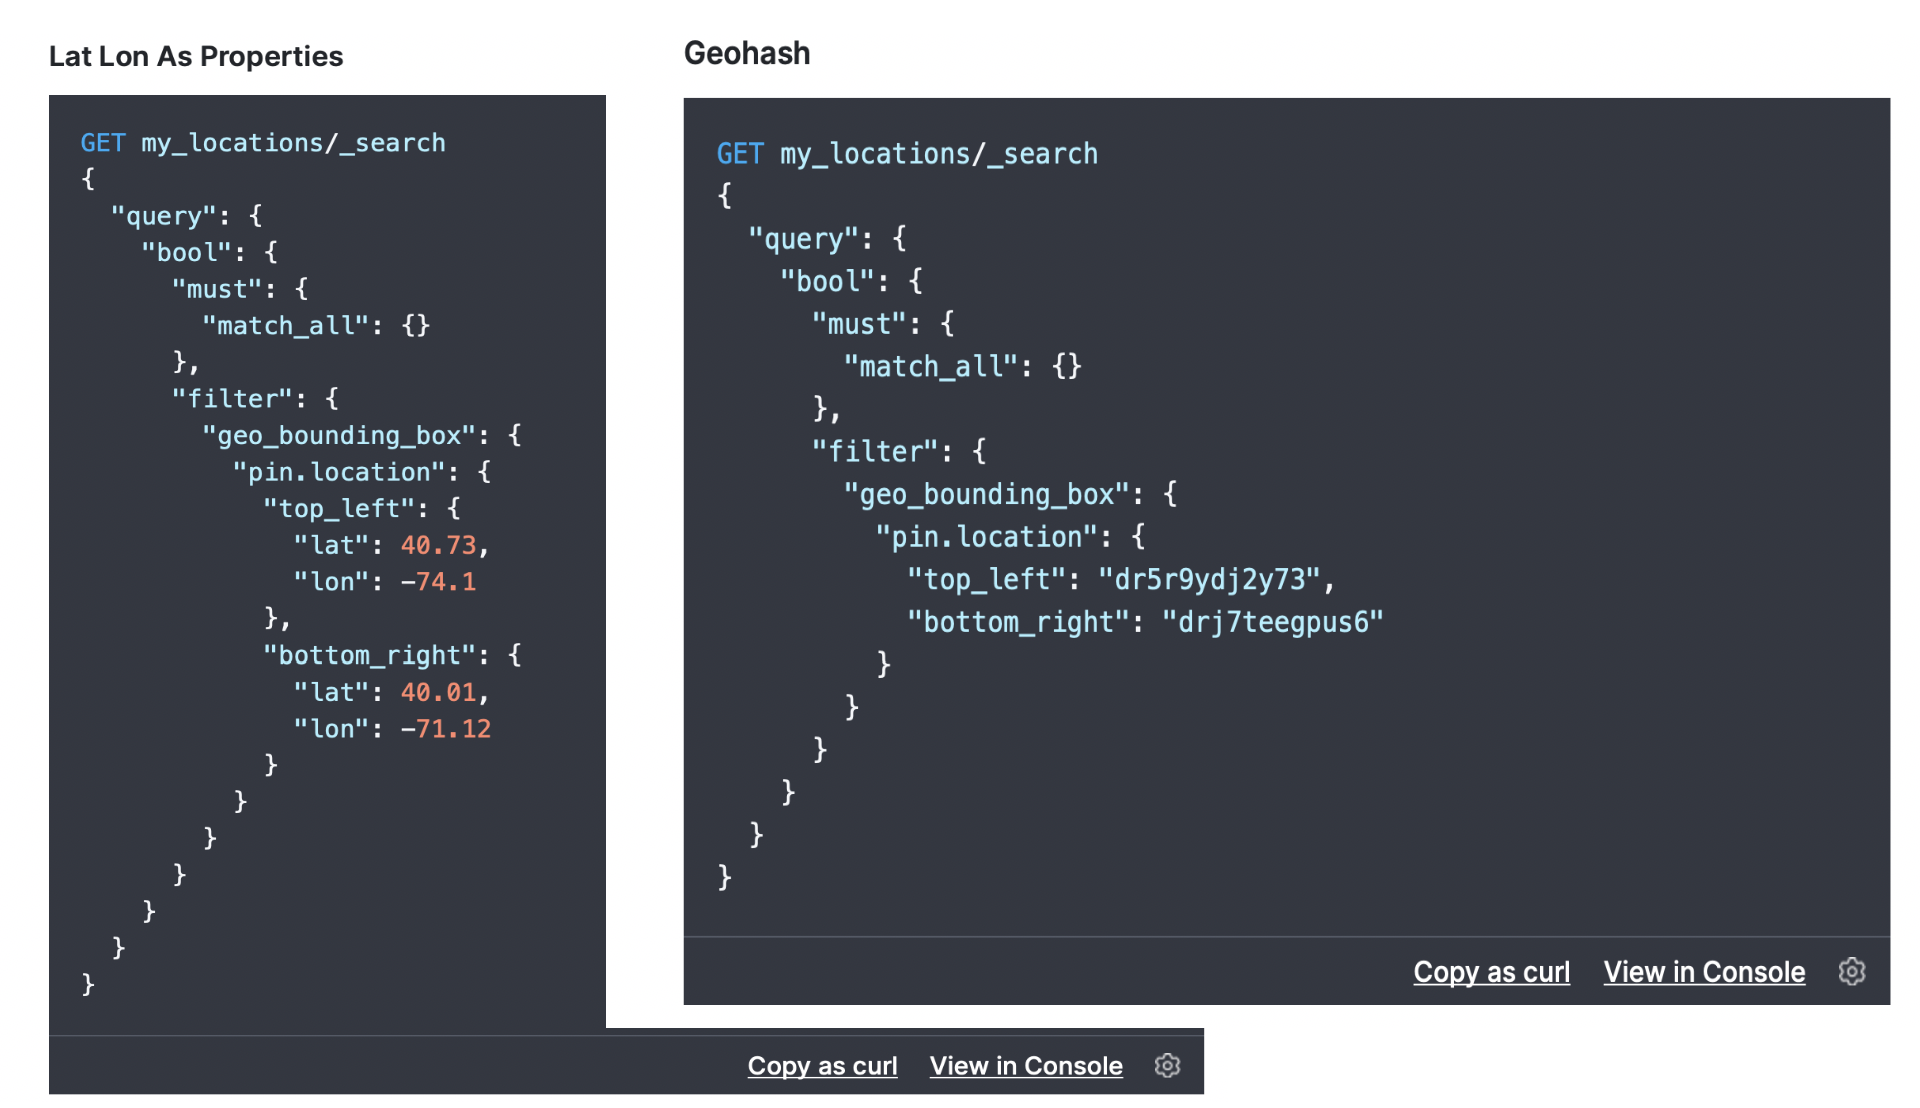 Lat Lon As Properties
GET my_locations/_search
{
  "query": {
    "bool": {
      "must": {
        "match_all": {}
      },
      "filter": {
        "geo_bounding_box": {
          "pin.location": {
            "top_left": {
              "lat": 40.73,
              "lon": -74.1
            },
            "bottom_right": {
              "lat": 40.01,
              "lon": -71.12
            }
          }
        }
      }
    }
  }
}
Copy as curl View in Console
Geohash
GET my_locations/_search
{
  "query": {
    "bool": {
      "must": {
        "match_all": {}
      },
      "filter": {
        "geo_bounding_box": {
          "pin.location": {
            "top_left": "dr5r9ydj2y73",
            "bottom_right": "drj7teegpus6"
          }
        }
      }
    }
  }
}
Copy as curl View in Console